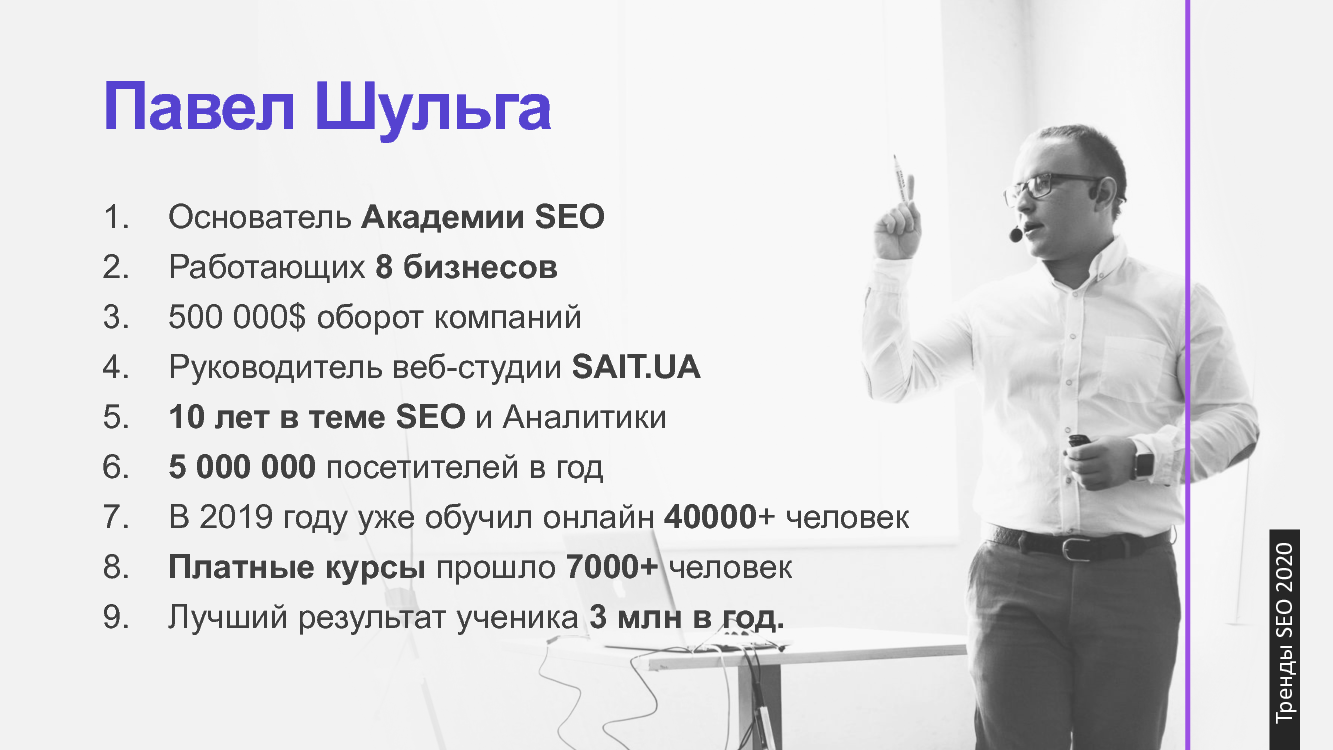 Павел Шульга
1. Основатель Академии SEO
2. Работающих 8 бизнесов
3. 500 000$ оборот компаний
4. Руководитель веб-студии SAIT.UA
5. 10 лет в теме SEO и Аналитики
6. 5 000 000 посетителей в год
7. В 2019 году уже обучил онлайн 40000+ человек
8. Платные курсы прошло 7000+ человек
9. Лучший результат ученика 3 млн в год.
Тренды SEO 2020